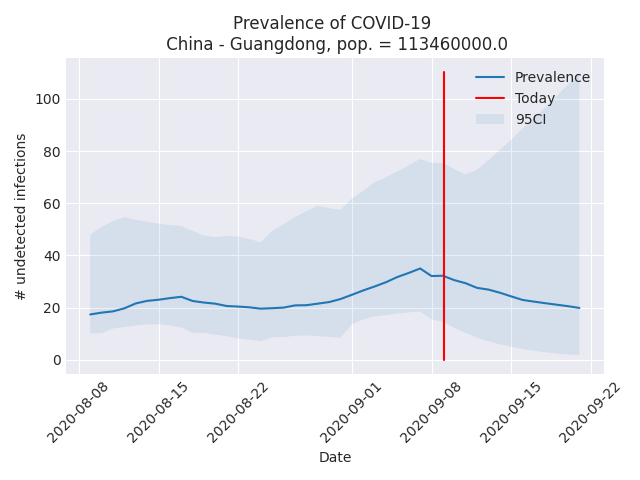 Prevalence of COVID-19
China - Guangdong, pop. = 113460000.0
Prevalence
Today
95CI
100
80
60
40
20
0
# undetected infections
2020-08-08
2020-08-15
2020-08-22
2020-09-01
2020-09-08
2020-09-15
2020-09-22
Date